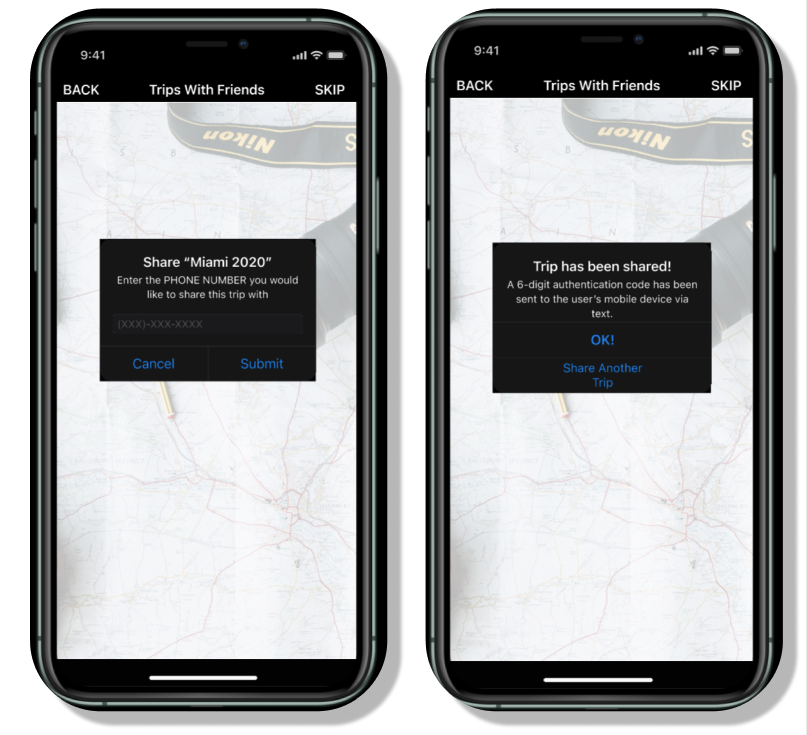 9:41
BACK Trips With Friends SKIP
Nikon
S
S B
A I N
Share “Miami 2020”
Enter the PHONE NUMBER you would
like to share this trip with
(XXX)-XXX-XXXX
Cancel Submit
9:41
BACK Trips With Friends SKIP
Nikon
S
S B
A I N
Trip has been shared!
A 6-digit authentication code has been
sent to the user’s mobile device via
text.
OK!
Share Another
Trip